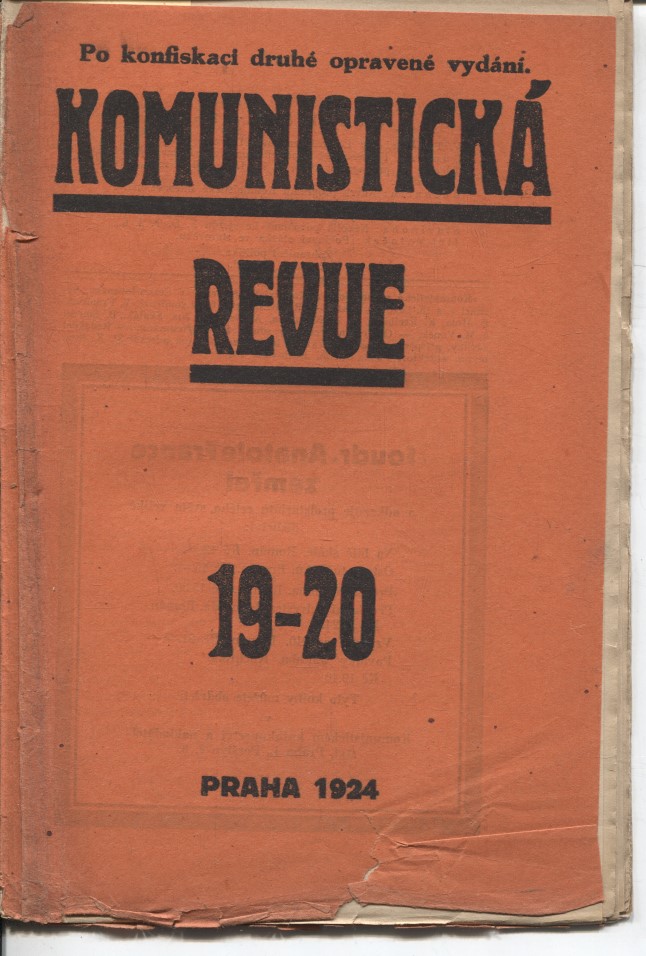 Po konfiskaci druhé opravené vydání.
KOMUNISTICKÁ
REVUE
19-20
PRAHA 1924